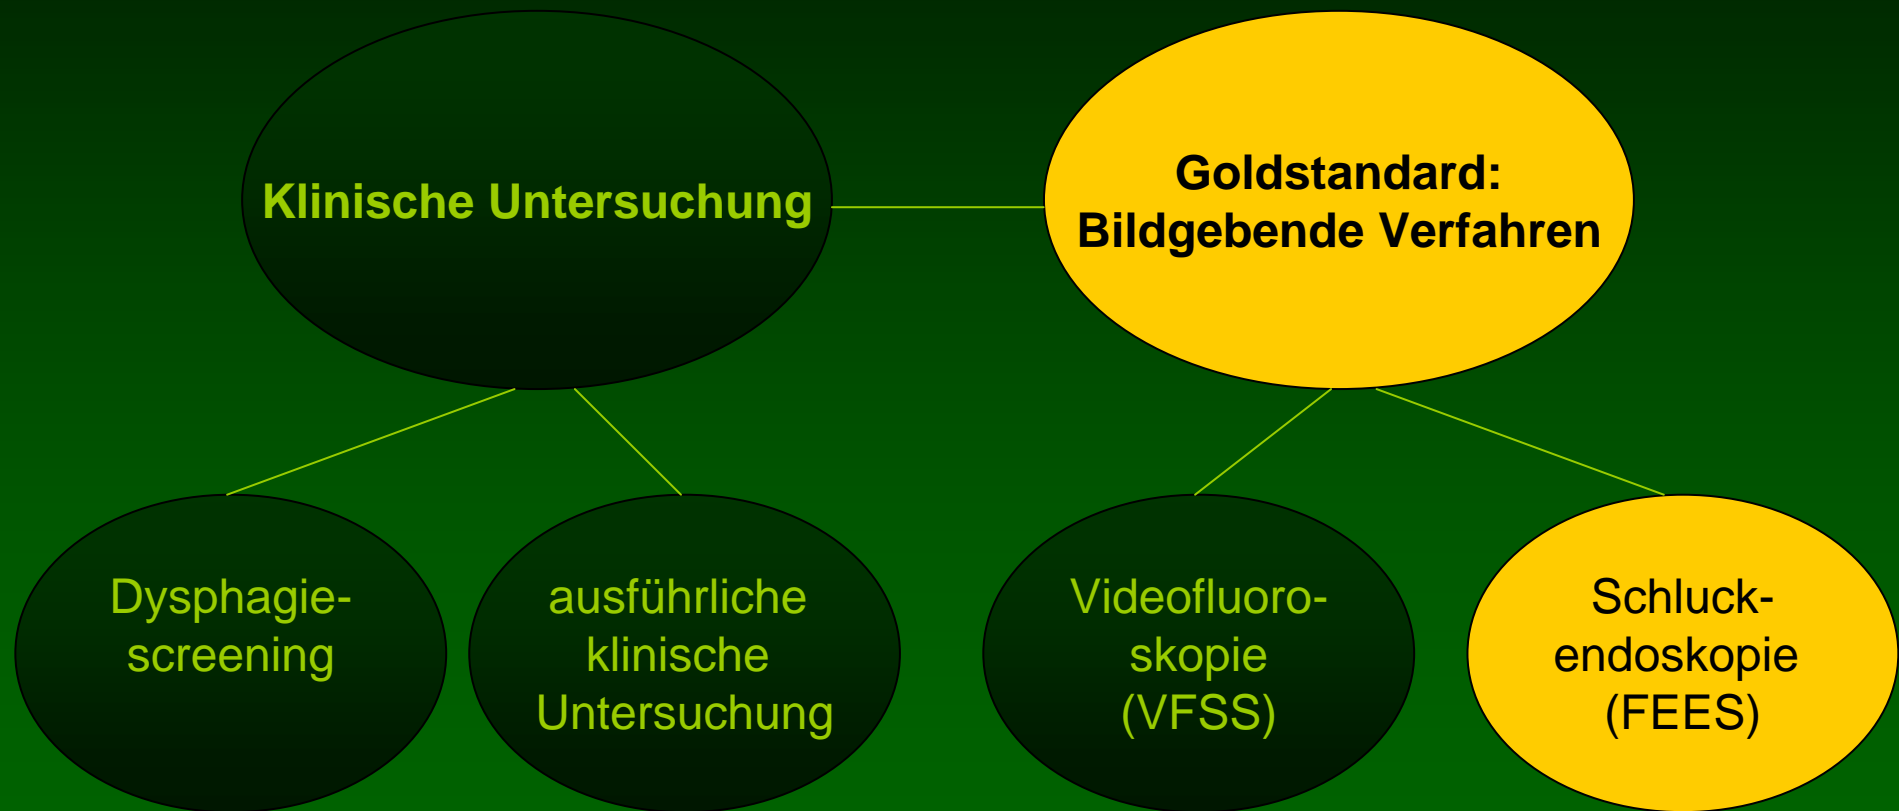 Klinische Untersuchung
Goldstandard:
Bildgebende Verfahren
Dysphagie-
screening
ausführliche
klinische
Untersuchung
Videofluoro-
skopie
(VFSS)
Schluck-
endoskopie
(FEES)